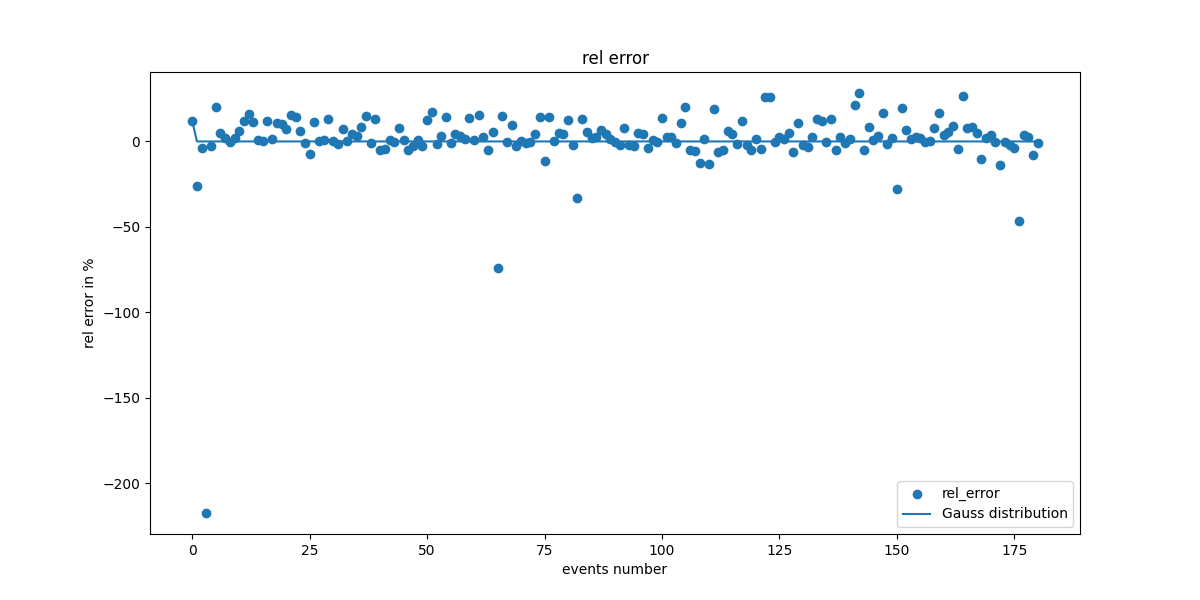 rel error
0
−50
−100
−150
−200
rel error in %
rel_error
Gauss distribution
0 25 50 75 100 125 150 175
events number